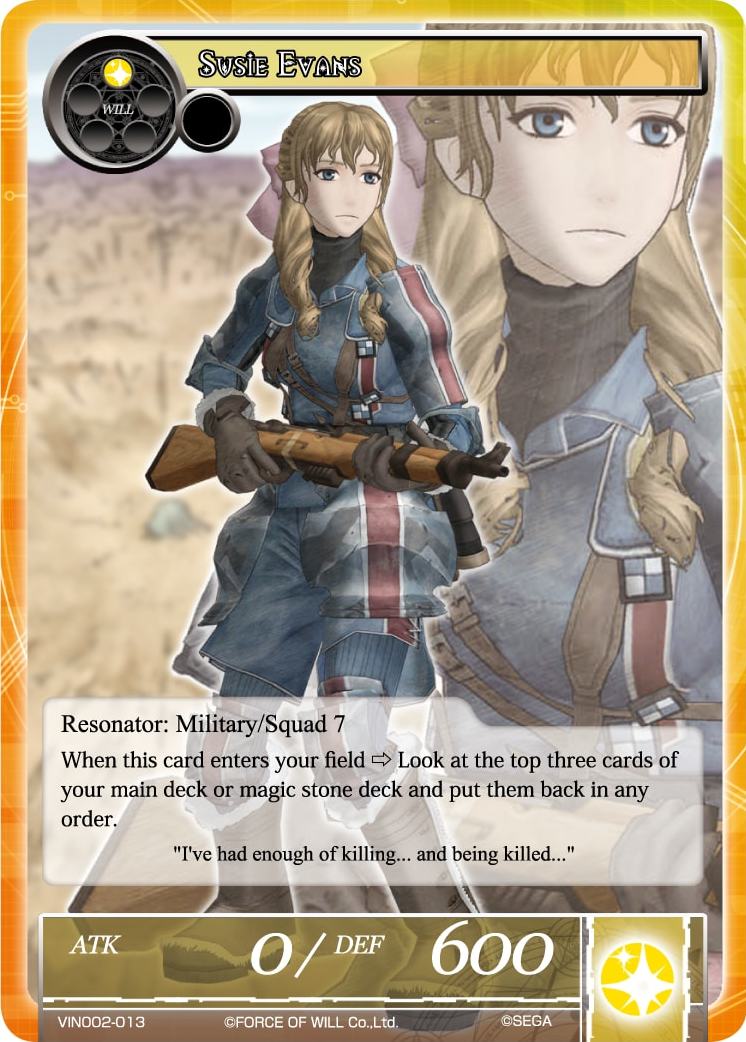 Susie Evans
WILL
Resonator: Military/Squad 7
When this card enters your field ⇨ Look at the top three cards of
your main deck or magic stone deck and put them back in any
order.
"I've had enough of killing... and being killed..."
ATK 0 / DEF 600
VIN002-013 ©FORCE OF WILL Co.,Ltd. ©SEGA